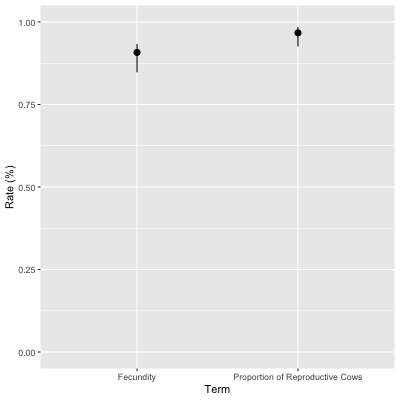 1.00
0.75
Rate (%)
0.50
0.25
0.00
Fecundity
Proportion of Reproductive Cows
Term